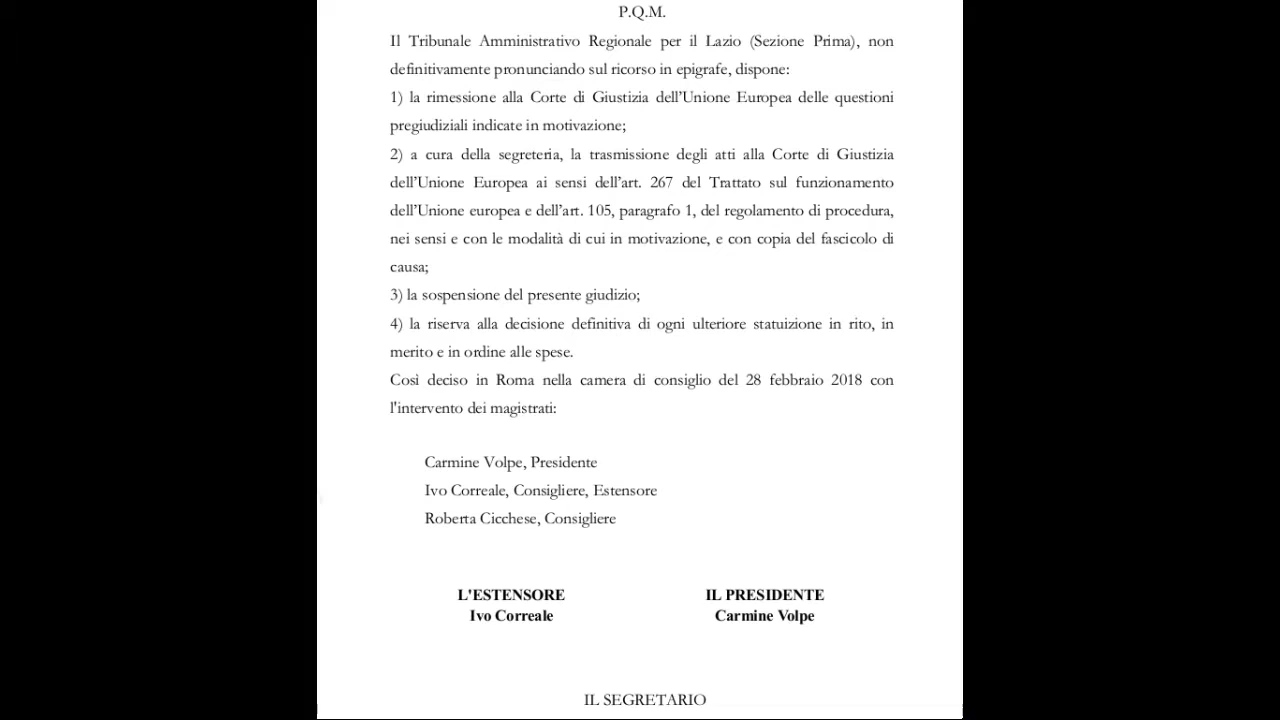 P.Q.M.
Il Tribunale Amministrativo Regionale per il Lazio (Sezione Prima), non
definitivamente pronunciando sul ricorso in epigrafe, dispone:
1) la rimessione alla Corte di Giustizia dell’Unione Europea delle questioni
pregiudiziali indicate in motivazione;
2) a cura della segreteria, la trasmissione degli atti alla Corte di Giustizia
dell’Unione Europea ai sensi dell’art. 267 del Trattato sul funzionamento
dell’Unione europea e dell’art. 105, paragrafo 1, del regolamento di procedura,
nei sensi e con le modalità di cui in motivazione, e con copia del fascicolo di
causa;
3) la sospensione del presente giudizio;
4) la riserva alla decisione definitiva di ogni ulteriore statuizione in rito, in
merito e in ordine alle spese.
Così deciso in Roma nella camera di consiglio del 28 febbraio 2018 con
l'intervento dei magistrati:
Carmine Volpe, Presidente
Ivo Correale, Consigliere, Estensore
Roberta Cicchese, Consigliere
L'ESTENSORE IL PRESIDENTE
Ivo Correale Carmine Volpe
IL SEGRETARIO